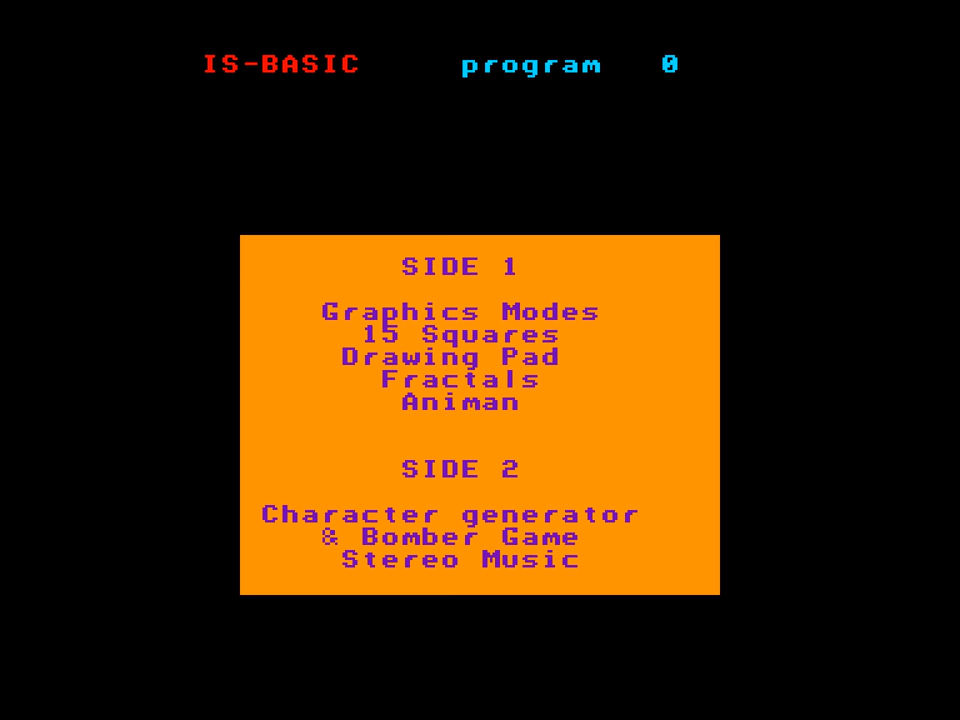 IS-BASIC program 0
SIDE 1
Graphics Modes
15 Squares
Drawing Pad
Fractals
Animan
SIDE 2
Character generator
& Bomber Game
Stereo Music